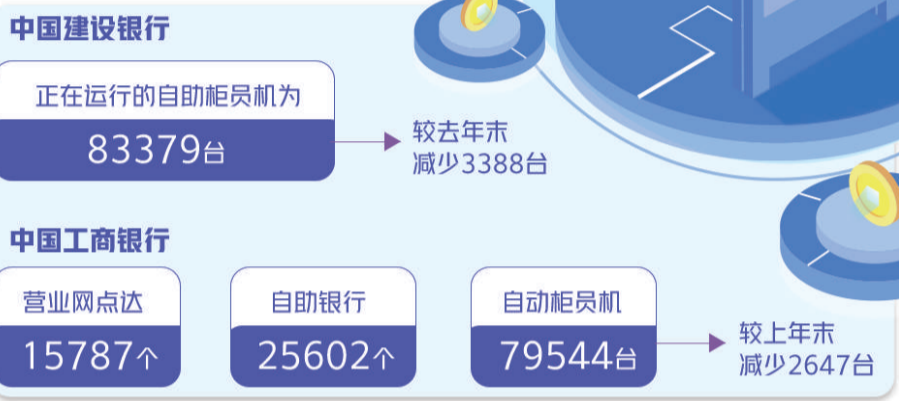 中国建设银行
正在运行的自助柜员机为
83379台
较去年末
减少3388台
中国工商银行
营业网点达
15787个
自助银行
25602个
自动柜员机
79544台
较上年末
减少2647台